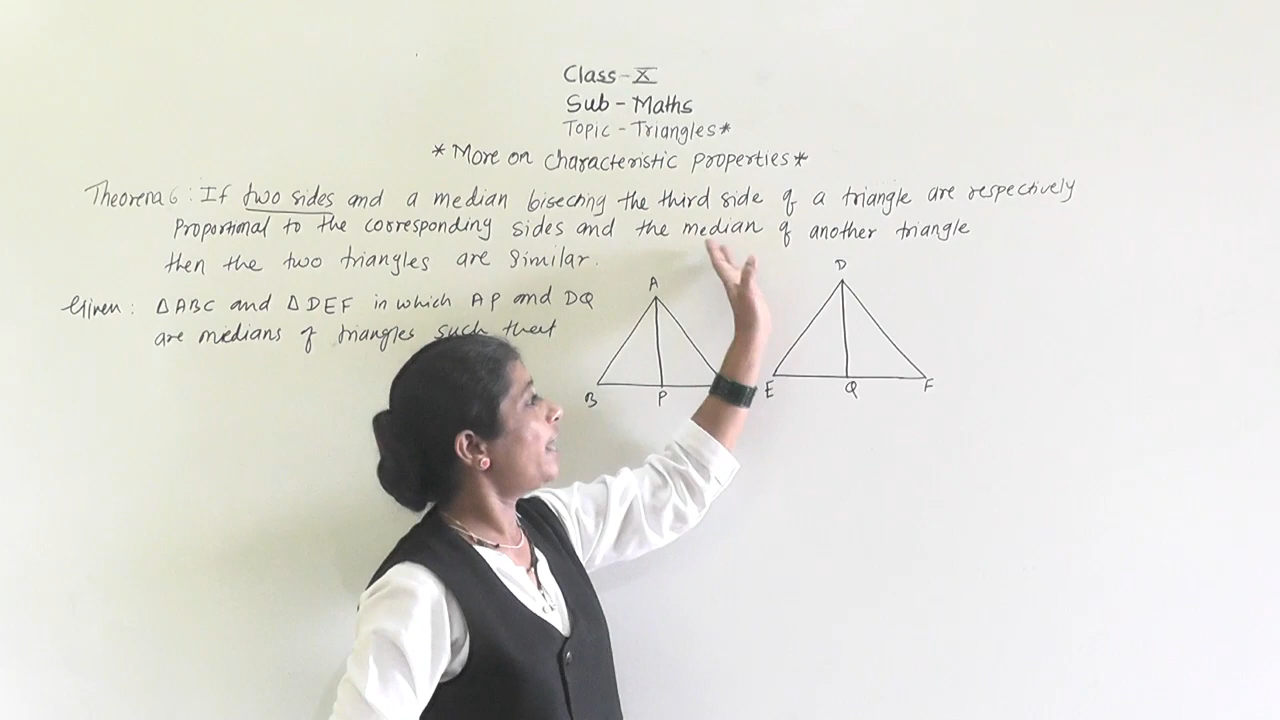 Class-X
Sub-Maths
Topic-Triangles*
*More on characteristic properties*
Theorem 6: If two sides and a median bisecting the third side of a triangle are respectively
Proportional to the corresponding sides and the median of another triangle
then the two triangles are similar.
Given: △ABC and △DEF in which AP and DQ
are medians of triangles such that
A
B P
D
E Q F